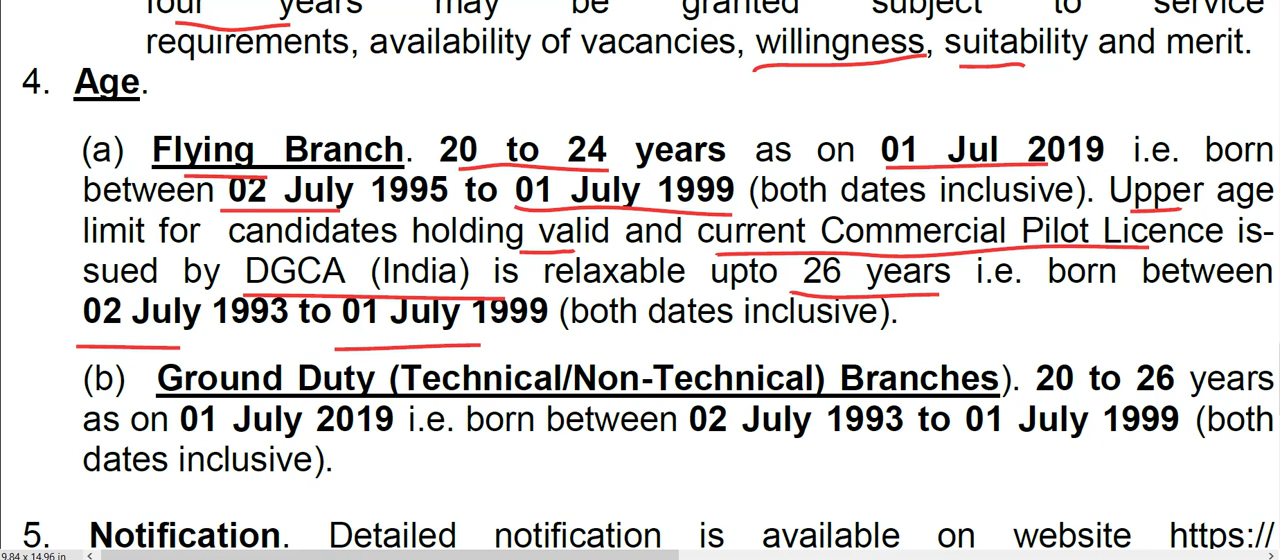 four years may be granted subject to service
requirements, availability of vacancies, willingness, suitability and merit.
4. Age.
(a) Flying Branch. 20 to 24 years as on 01 Jul 2019 i.e. born
between 02 July 1995 to 01 July 1999 (both dates inclusive). Upper age
limit for candidates holding valid and current Commercial Pilot Licence is-
sued by DGCA (India) is relaxable upto 26 years i.e. born between
02 July 1993 to 01 July 1999 (both dates inclusive).
(b) Ground Duty (Technical/Non-Technical) Branches). 20 to 26 years
as on 01 July 2019 i.e. born between 02 July 1993 to 01 July 1999 (both
dates inclusive).
5. Notification. Detailed notification is available on website https://
9.84 x 14.96 in